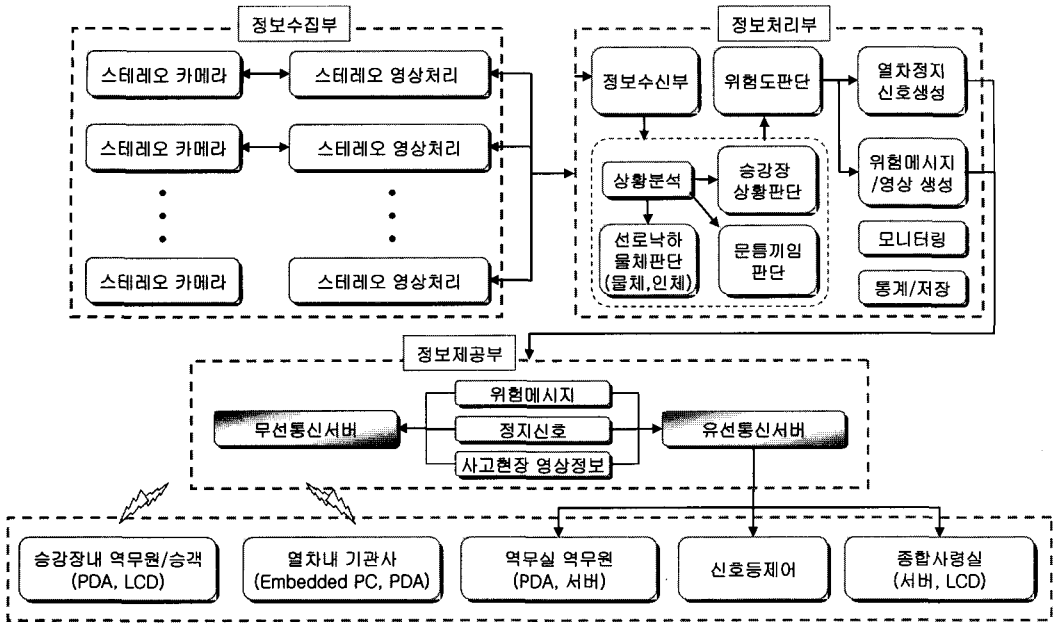 정보수집부
스테레오 카메라
스테레오 영상처리
스테레오 카메라
스테레오 영상처리
스테레오 카메라
스테레오 영상처리
정보처리부
정보수신부
위험도판단
열차정지
신호생성
상황분석
승강장
상황판단
위험메시지
/영상 생성
선로낙하
물체판단
(물체,인체)
문틈끼임
판단
모니터링
통계/저장
정보제공부
무선통신서버
위험메시지
정지신호
사고현장 영상정보
유선통신서버
승강장내 역무원/승객
(PDA, LCD)
열차내 기관사
(Embedded PC, PDA)
역무실 역무원
(PDA, 서버)
신호등제어
종합사령실
(서버, LCD)